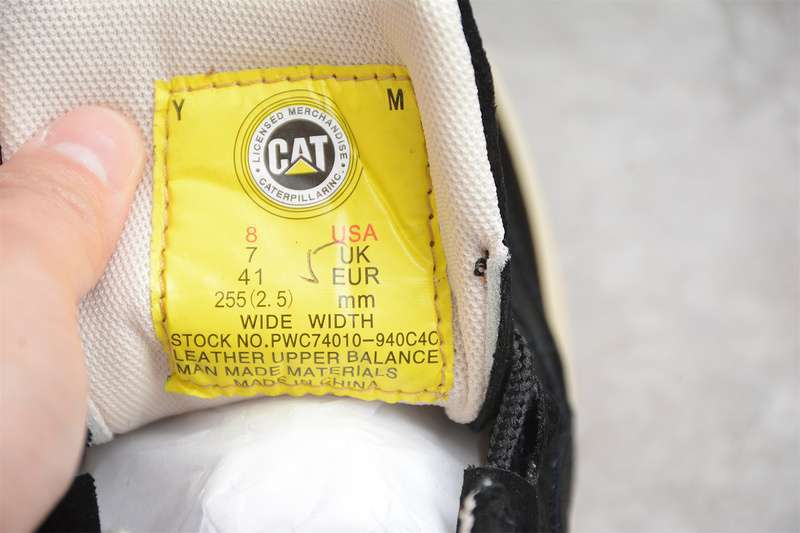 Y M
LICENSED MERCHANDISE
CAT
CATERPILLAR INC.
8 USA
7 UK
41 EUR
255(2.5) mm
WIDE WIDTH
STOCK NO.PWC74010-940C4C
LEATHER UPPER BALANCE
MAN MADE MATERIALS
MADE IN CHINA